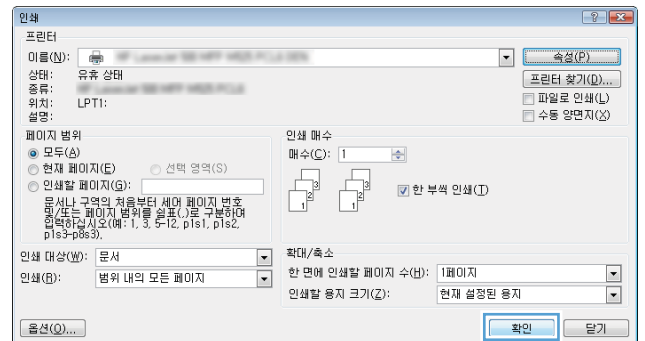 인쇄
프린터
이름(N):
속성(P)
상태: 유휴 상태
프린터 찾기(D)...
종류:
위치: LPT1:
파일로 인쇄(L)
설명:
수동 양면지(X)
페이지 범위
모두(A)
현재 페이지(E) 선택 영역(S)
인쇄할 페이지(G):
문서나 구역의 처음부터 세어 페이지 번호
및/또는 페이지 범위를 쉼표(,)로 구분하여
입력하십시오(예: 1, 3, 5-12, p1s1, p1s2,
p1s3-p8s3).
인쇄 매수
매수(C): 1
1 2 3 1 2 3
한 부씩 인쇄(T)
인쇄 대상(W): 문서
인쇄(R): 범위 내의 모든 페이지
확대/축소
한 면에 인쇄할 페이지 수(H): 1페이지
인쇄할 용지 크기(Z): 현재 설정된 용지
옵션(O)...
확인
닫기